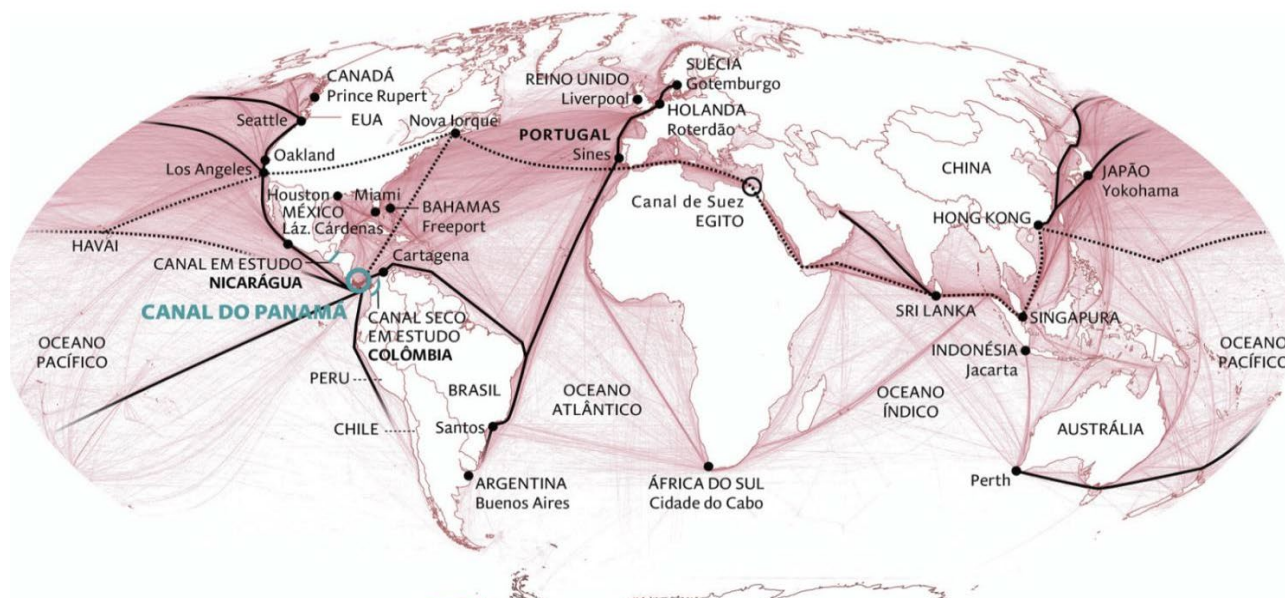 CANADÁ
Prince Rupert
Seattle
EUA
Nova Iorque
Oakland
Los Angeles
Houston
Miami
MÉXICO
Láz. Cárdenas
BAHAMAS
Freeport
HAVAI
CANAL EM ESTUDO
NICARÁGUA
Cartagena
CANAL DO PANAMÁ
CANAL SECO
EM ESTUDO
COLÔMBIA
OCEANO
PACÍFICO
PERU
BRASIL
CHILE
Santos
ARGENTINA
Buenos Aires
REINO UNIDO
Liverpool
SUÉCIA
Gotemburgo
HOLANDA
Roterdão
PORTUGAL
Sines
Canal de Suez
EGITO
OCEANO
ATLÂNTICO
ÁFRICA DO SUL
Cidade do Cabo
CHINA
JAPÃO
Yokohama
HONG KONG
SRI LANKA
SINGAPURA
INDONÉSIA
Jacarta
OCEANO
ÍNDICO
OCEANO
PACÍFICO
AUSTRÁLIA
Perth